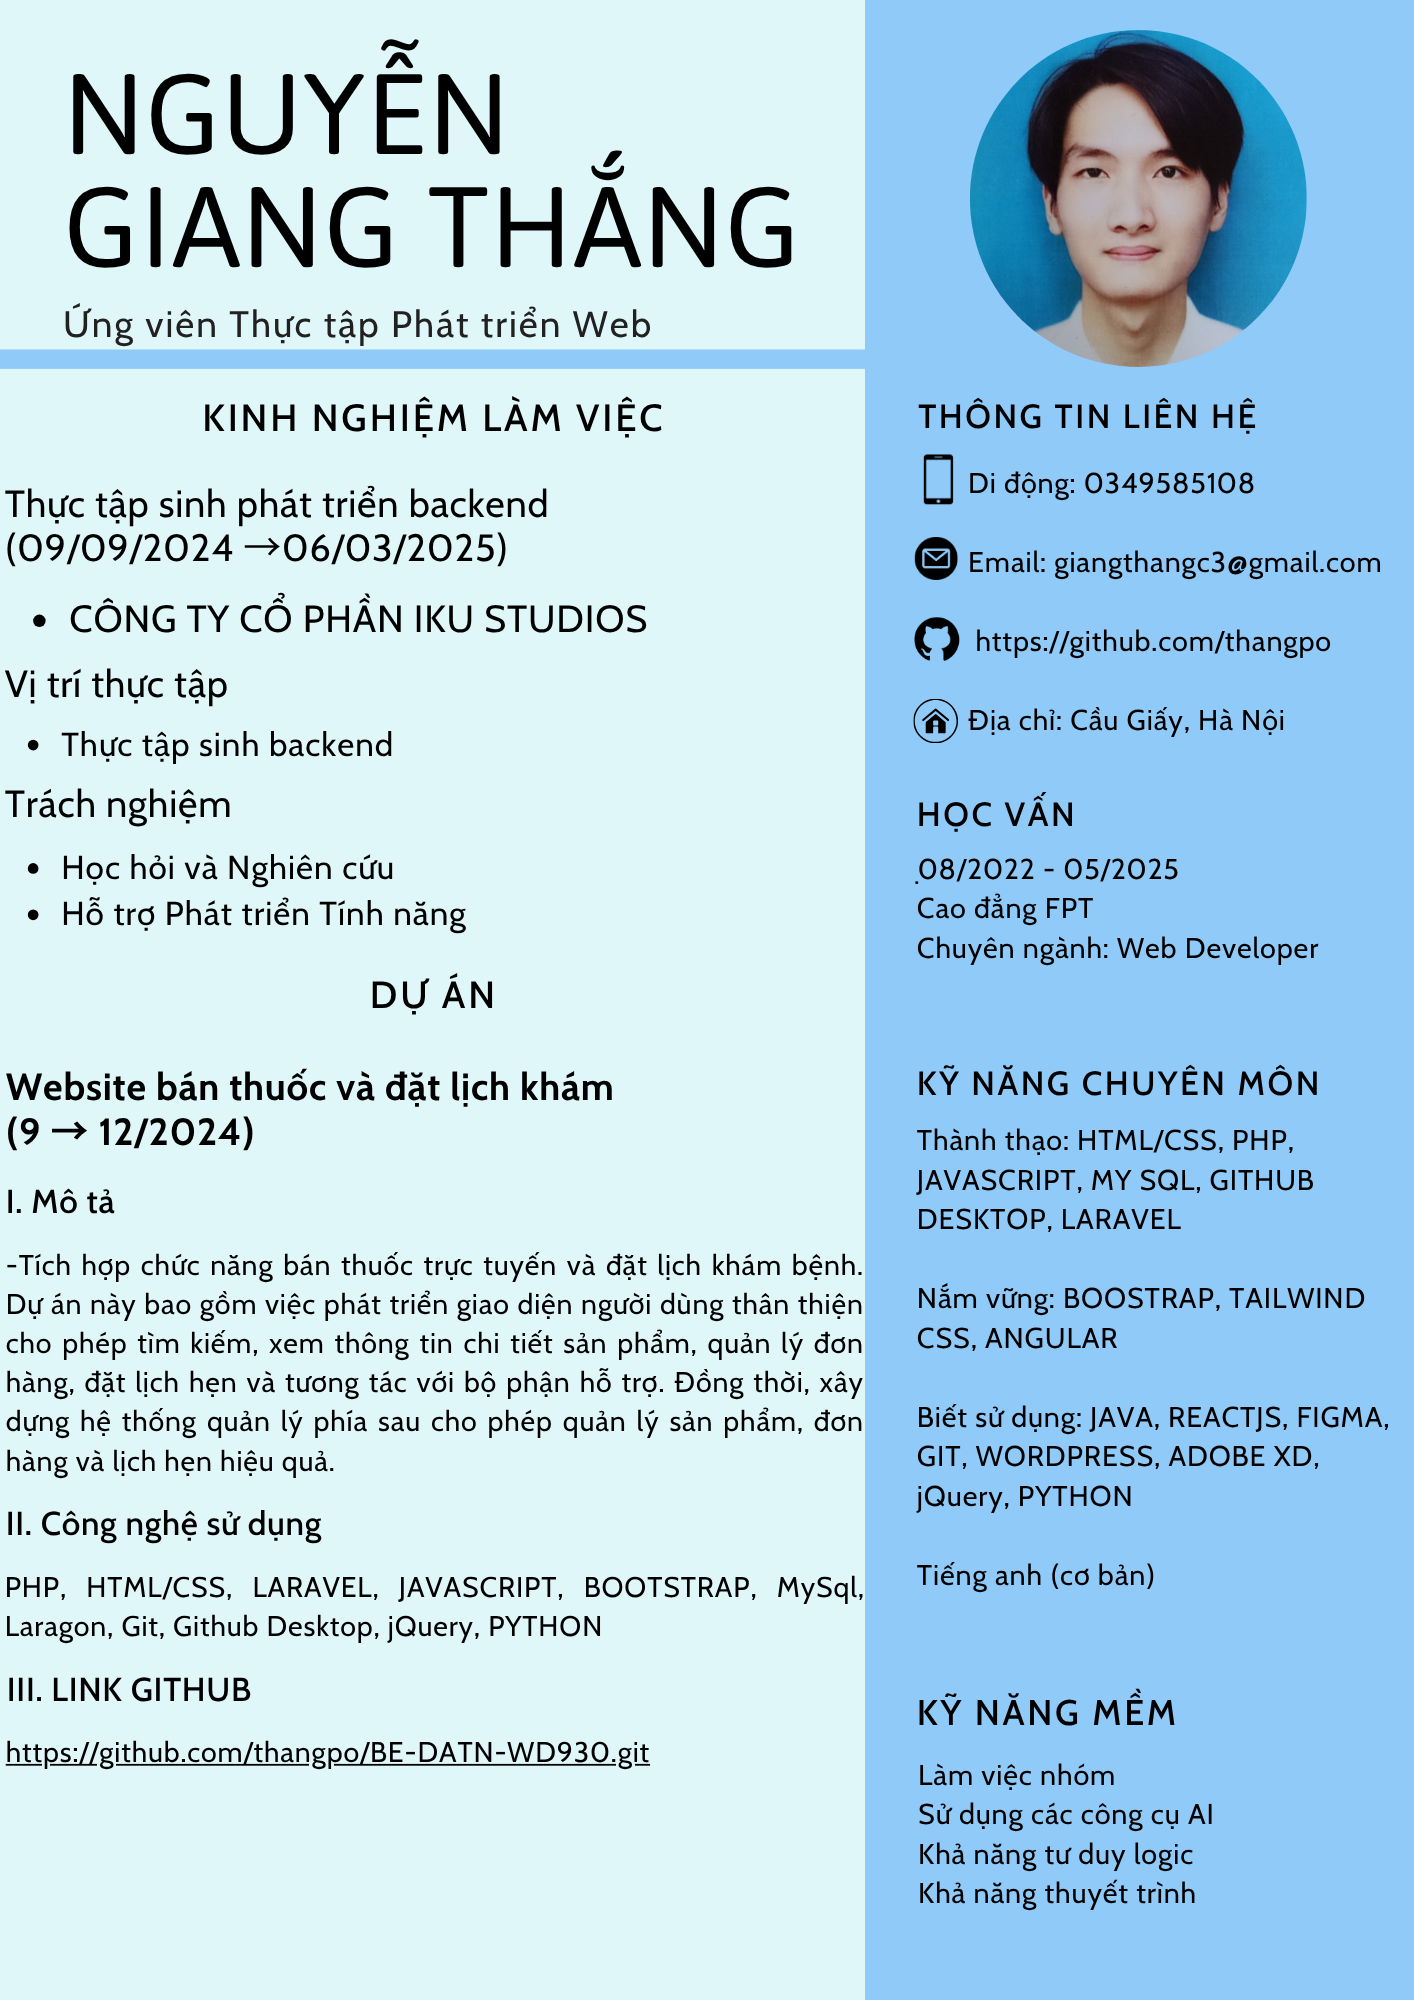 NGUYỄN
GIANG THẮNG
Ứng viên Thực tập Phát triển Web
KINH NGHIỆM LÀM VIỆC
Thực tập sinh phát triển backend
(09/09/2024 →06/03/2025)
• CÔNG TY CỔ PHẦN IKU STUDIOS
Vị trí thực tập
• Thực tập sinh backend
Trách nghiệm
• Học hỏi và Nghiên cứu
• Hỗ trợ Phát triển Tính năng
DỰ ÁN
Website bán thuốc và đặt lịch khám
(9 → 12/2024)
I. Mô tả
-Tích hợp chức năng bán thuốc trực tuyến và đặt lịch khám bệnh.
Dự án này bao gồm việc phát triển giao diện người dùng thân thiện
cho phép tìm kiếm, xem thông tin chi tiết sản phẩm, quản lý đơn
hàng, đặt lịch hẹn và tương tác với bộ phận hỗ trợ. Đồng thời, xây
dựng hệ thống quản lý phía sau cho phép quản lý sản phẩm, đơn
hàng và lịch hẹn hiệu quả.
II. Công nghệ sử dụng
PHP, HTML/CSS, LARAVEL, JAVASCRIPT, BOOTSTRAP, MySql,
Laragon, Git, Github Desktop, jQuery, PYTHON
III. LINK GITHUB
https://github.com/thangpo/BE-DATN-WD930.git
THÔNG TIN LIÊN HỆ
Di động: 0349585108
Email: giangthangc3@gmail.com
https://github.com/thangpo
Địa chỉ: Cầu Giấy, Hà Nội
HỌC VẤN
08/2022 - 05/2025
Cao đẳng FPT
Chuyên ngành: Web Developer
KỸ NĂNG CHUYÊN MÔN
Thành thạo: HTML/CSS, PHP,
JAVASCRIPT, MY SQL, GITHUB
DESKTOP, LARAVEL
Nắm vững: BOOSTRAP, TAILWIND
CSS, ANGULAR
Biết sử dụng: JAVA, REACTJS, FIGMA,
GIT, WORDPRESS, ADOBE XD,
jQuery, PYTHON
Tiếng anh (cơ bản)
KỸ NĂNG MỀM
Làm việc nhóm
Sử dụng các công cụ AI
Khả năng tư duy logic
Khả năng thuyết trình